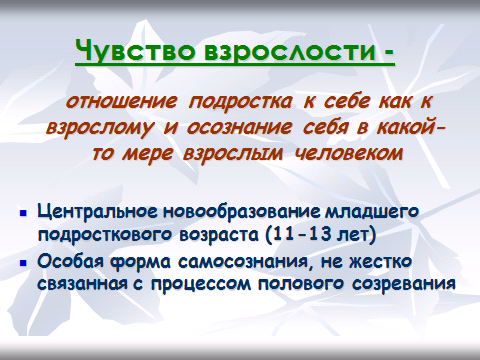 Чувство взрослости -
отношение подростка к себе как к
взрослому и осознание себя в какой-
то мере взрослым человеком
Центральное новообразование младшего
подросткового возраста (11-13 лет)
Особая форма самосознания, не жестко
связанная с процессом полового созревания